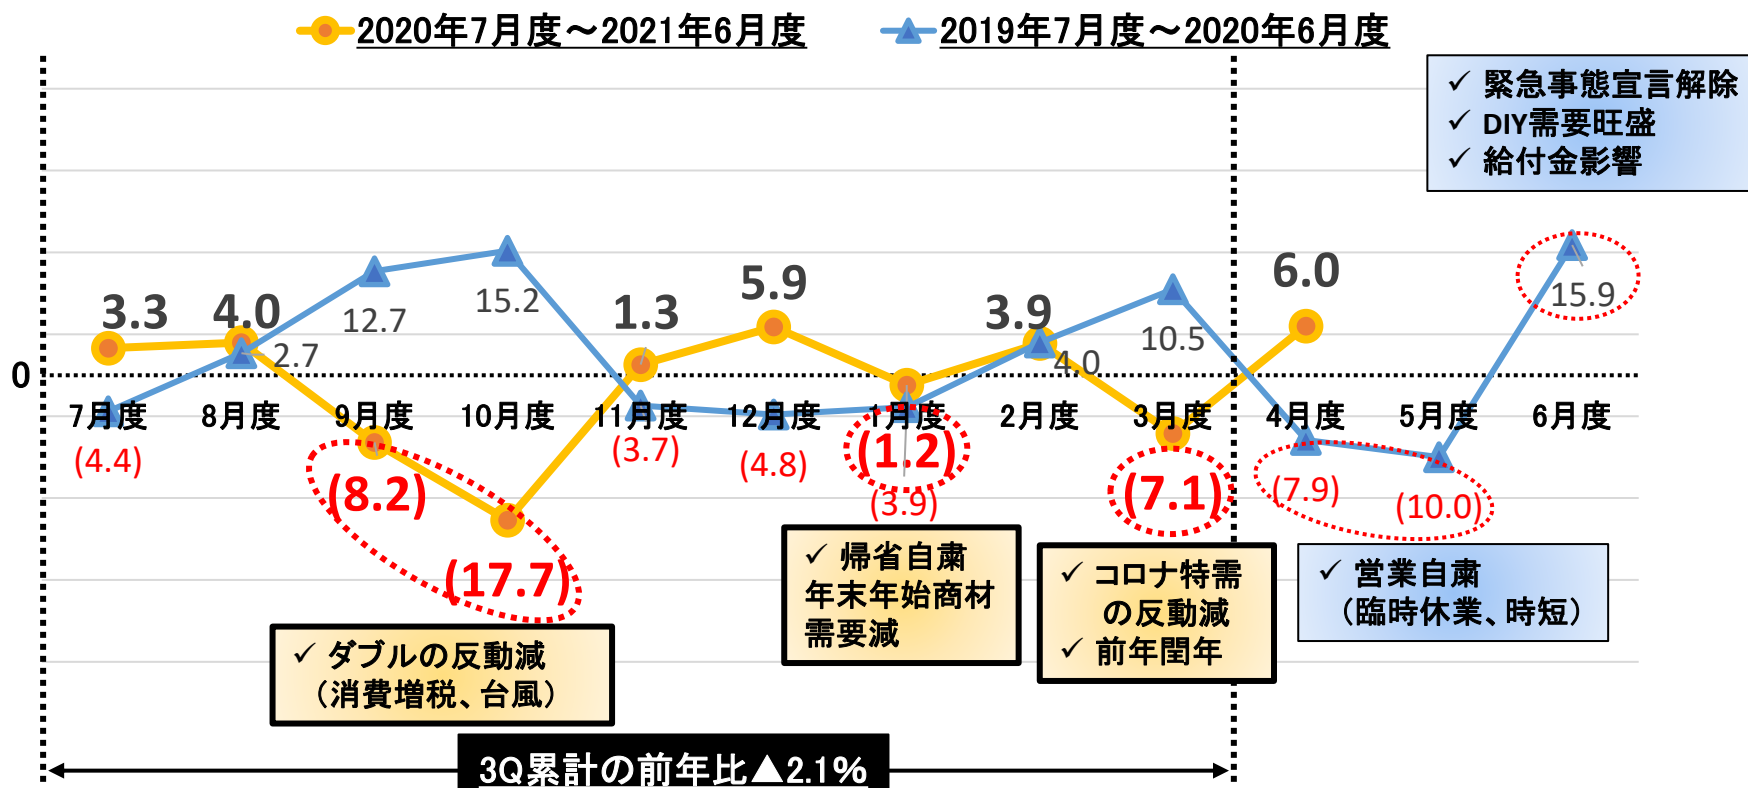 2020年7月度～2021年6月度
2019年7月度～2020年6月度
✓ 緊急事態宣言解除
✓ DIY需要旺盛
✓ 給付金影響
3.3
4.0
2.7
12.7
15.2
1.3
5.9
3.9
4.0
10.5
6.0
15.9
0
7月度
8月度
9月度
10月度
11月度
12月度
1月度
2月度
3月度
4月度
5月度
6月度
(4.4)
(8.2)
(17.7)
(3.7)
(4.8)
(1.2)
(3.9)
(7.1)
(7.9)
(10.0)
✓ ダブルの反動減
（消費増税、台風）
✓ 帰省自粛
年末年始商材
需要減
✓ コロナ特需
の反動減
✓ 前年閏年
✓ 営業自粛
（臨時休業、時短）
3Q累計の前年比▲2.1%